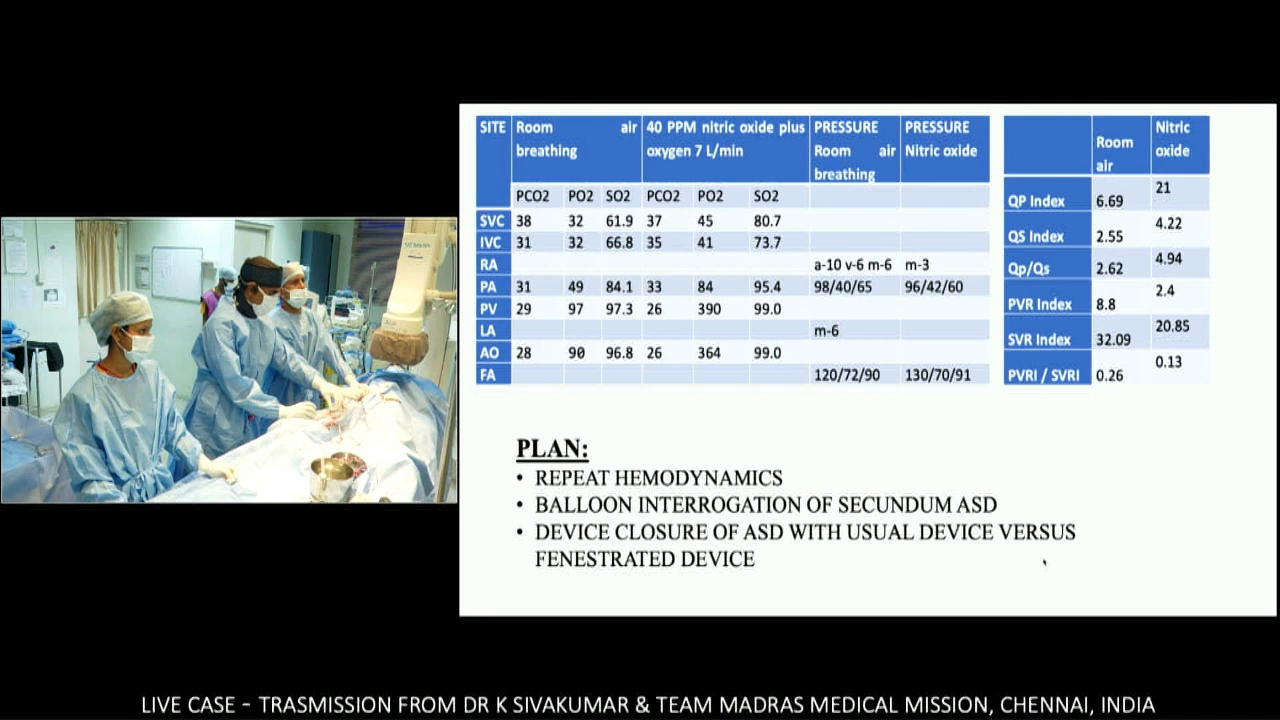 SITE Room air breathing 40 PPM nitric oxide plus oxygen 7 L/min PRESSURE Room air breathing PRESSURE Nitric oxide
PCO2 PO2 SO2 PCO2 PO2 SO2
SVC 38 32 61.9 37 45 80.7
IVC 31 32 66.8 35 41 73.7
RA a-10 v-6 m-6 m-3
PA 31 49 84.1 33 84 95.4 98/40/65 96/42/60
PV 29 97 97.3 26 390 99.0
LA m-6
AO 28 90 96.8 26 364 99.0
FA 120/72/90 130/70/91
Room air Nitric oxide
QP Index 6.69 21
QS Index 2.55 4.22
Qp/Qs 2.62 4.94
PVR Index 8.8 2.4
SVR Index 32.09 20.85
PVRI / SVRI 0.26 0.13
PLAN:
• REPEAT HEMODYNAMICS
• BALLOON INTERROGATION OF SECUNDUM ASD
• DEVICE CLOSURE OF ASD WITH USUAL DEVICE VERSUS
FENESTRATED DEVICE
LIVE CASE - TRASMISSION FROM DR K SIVAKUMAR & TEAM MADRAS MEDICAL MISSION, CHENNAI, INDIA